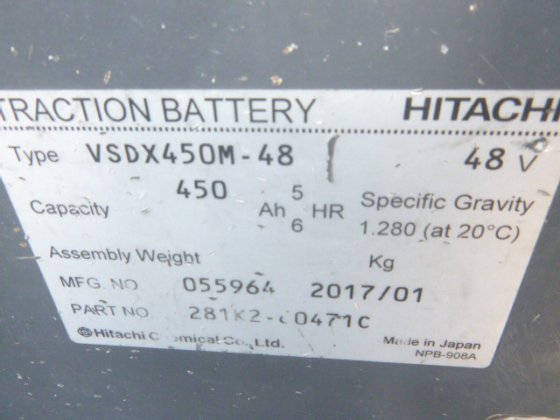 TRACTION BATTERY HITACHI
Type VSDX450M-48 48 V
Capacity 450 Ah 5 6 HR Specific Gravity
1.280 (at 20°C)
Assembly Weight Kg
MFG. NO 055964 2017/01
PART NO.
©Hitachi Chemical Co., Ltd. Made in Japan
NPB-908A